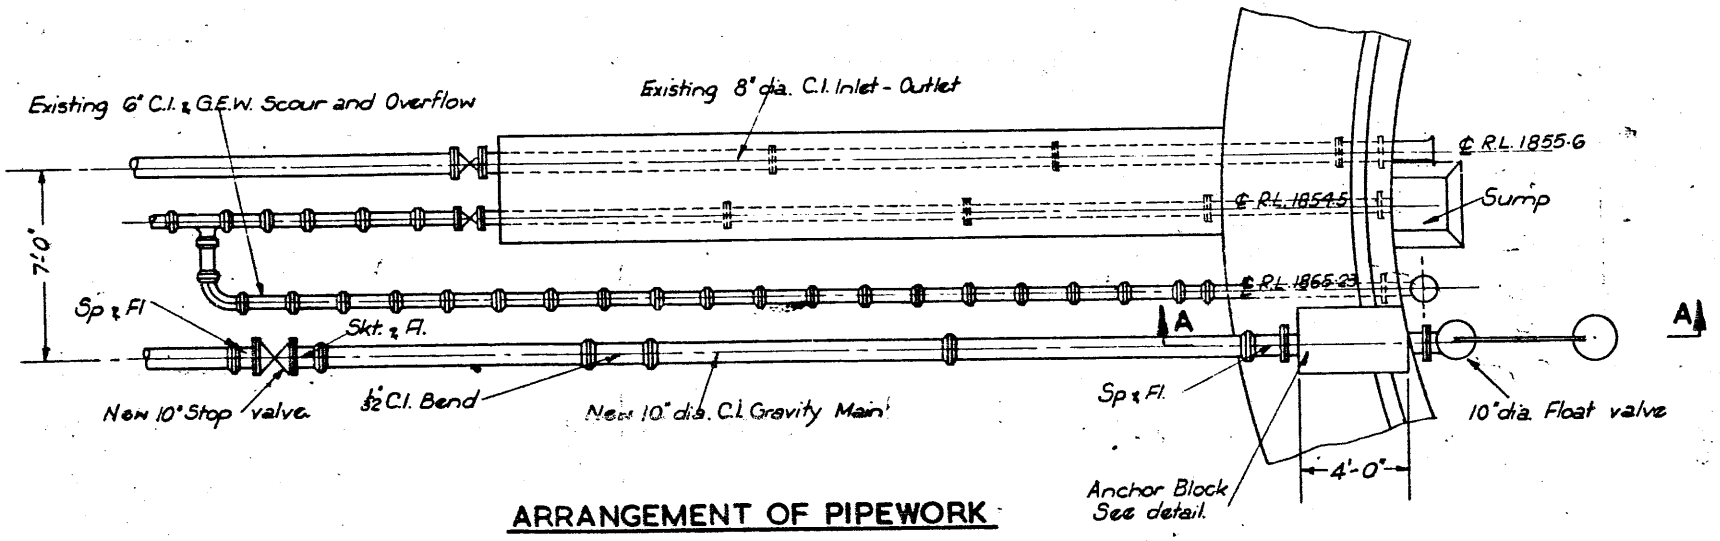 Existing 6" C.I. & G.E.W. Scour and Overflow
Existing 8" dia. C.I. Inlet - Outlet
℄ R.L. 1855·6
℄ R.L. 1854·5
Sump
7'-0"
℄ R.L. 1865·23
Sp & Fl
Skt. & Fl.
A
A
New 10" Stop valve
1/32 C.I. Bend
New 10" dia. C.I. Gravity Main
Sp & Fl.
10" dia. Float valve
4'-0"
Anchor Block
See detail.
ARRANGEMENT OF PIPEWORK